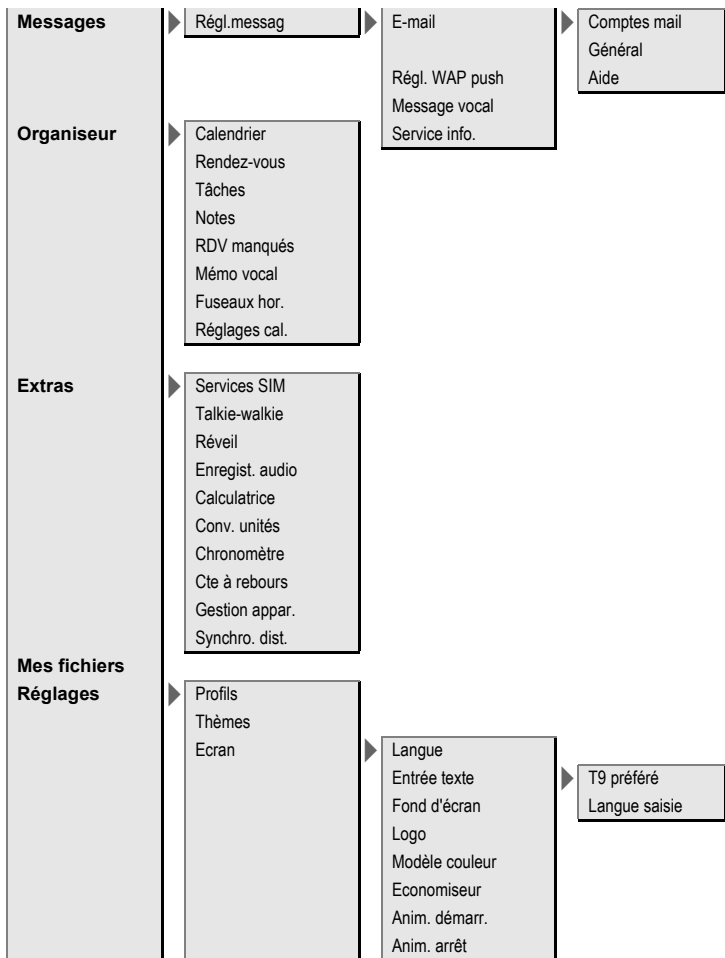 Messages
Régl.messag
E-mail
Comptes mail
Général
Régl. WAP push
Aide
Message vocal
Organiseur
Calendrier
Service info.
Rendez-vous
Tâches
Notes
RDV manqués
Mémo vocal
Fuseaux hor.
Réglages cal.
Extras
Services SIM
Talkie-walkie
Réveil
Enregist. audio
Calculatrice
Conv. unités
Chronomètre
Cte à rebours
Gestion appar.
Synchro. dist.
Mes fichiers
Réglages
Profils
Thèmes
Ecran
Langue
Entrée texte
T9 préféré
Fond d'écran
Langue saisie
Logo
Modèle couleur
Economiseur
Anim. démarr.
Anim. arrêt